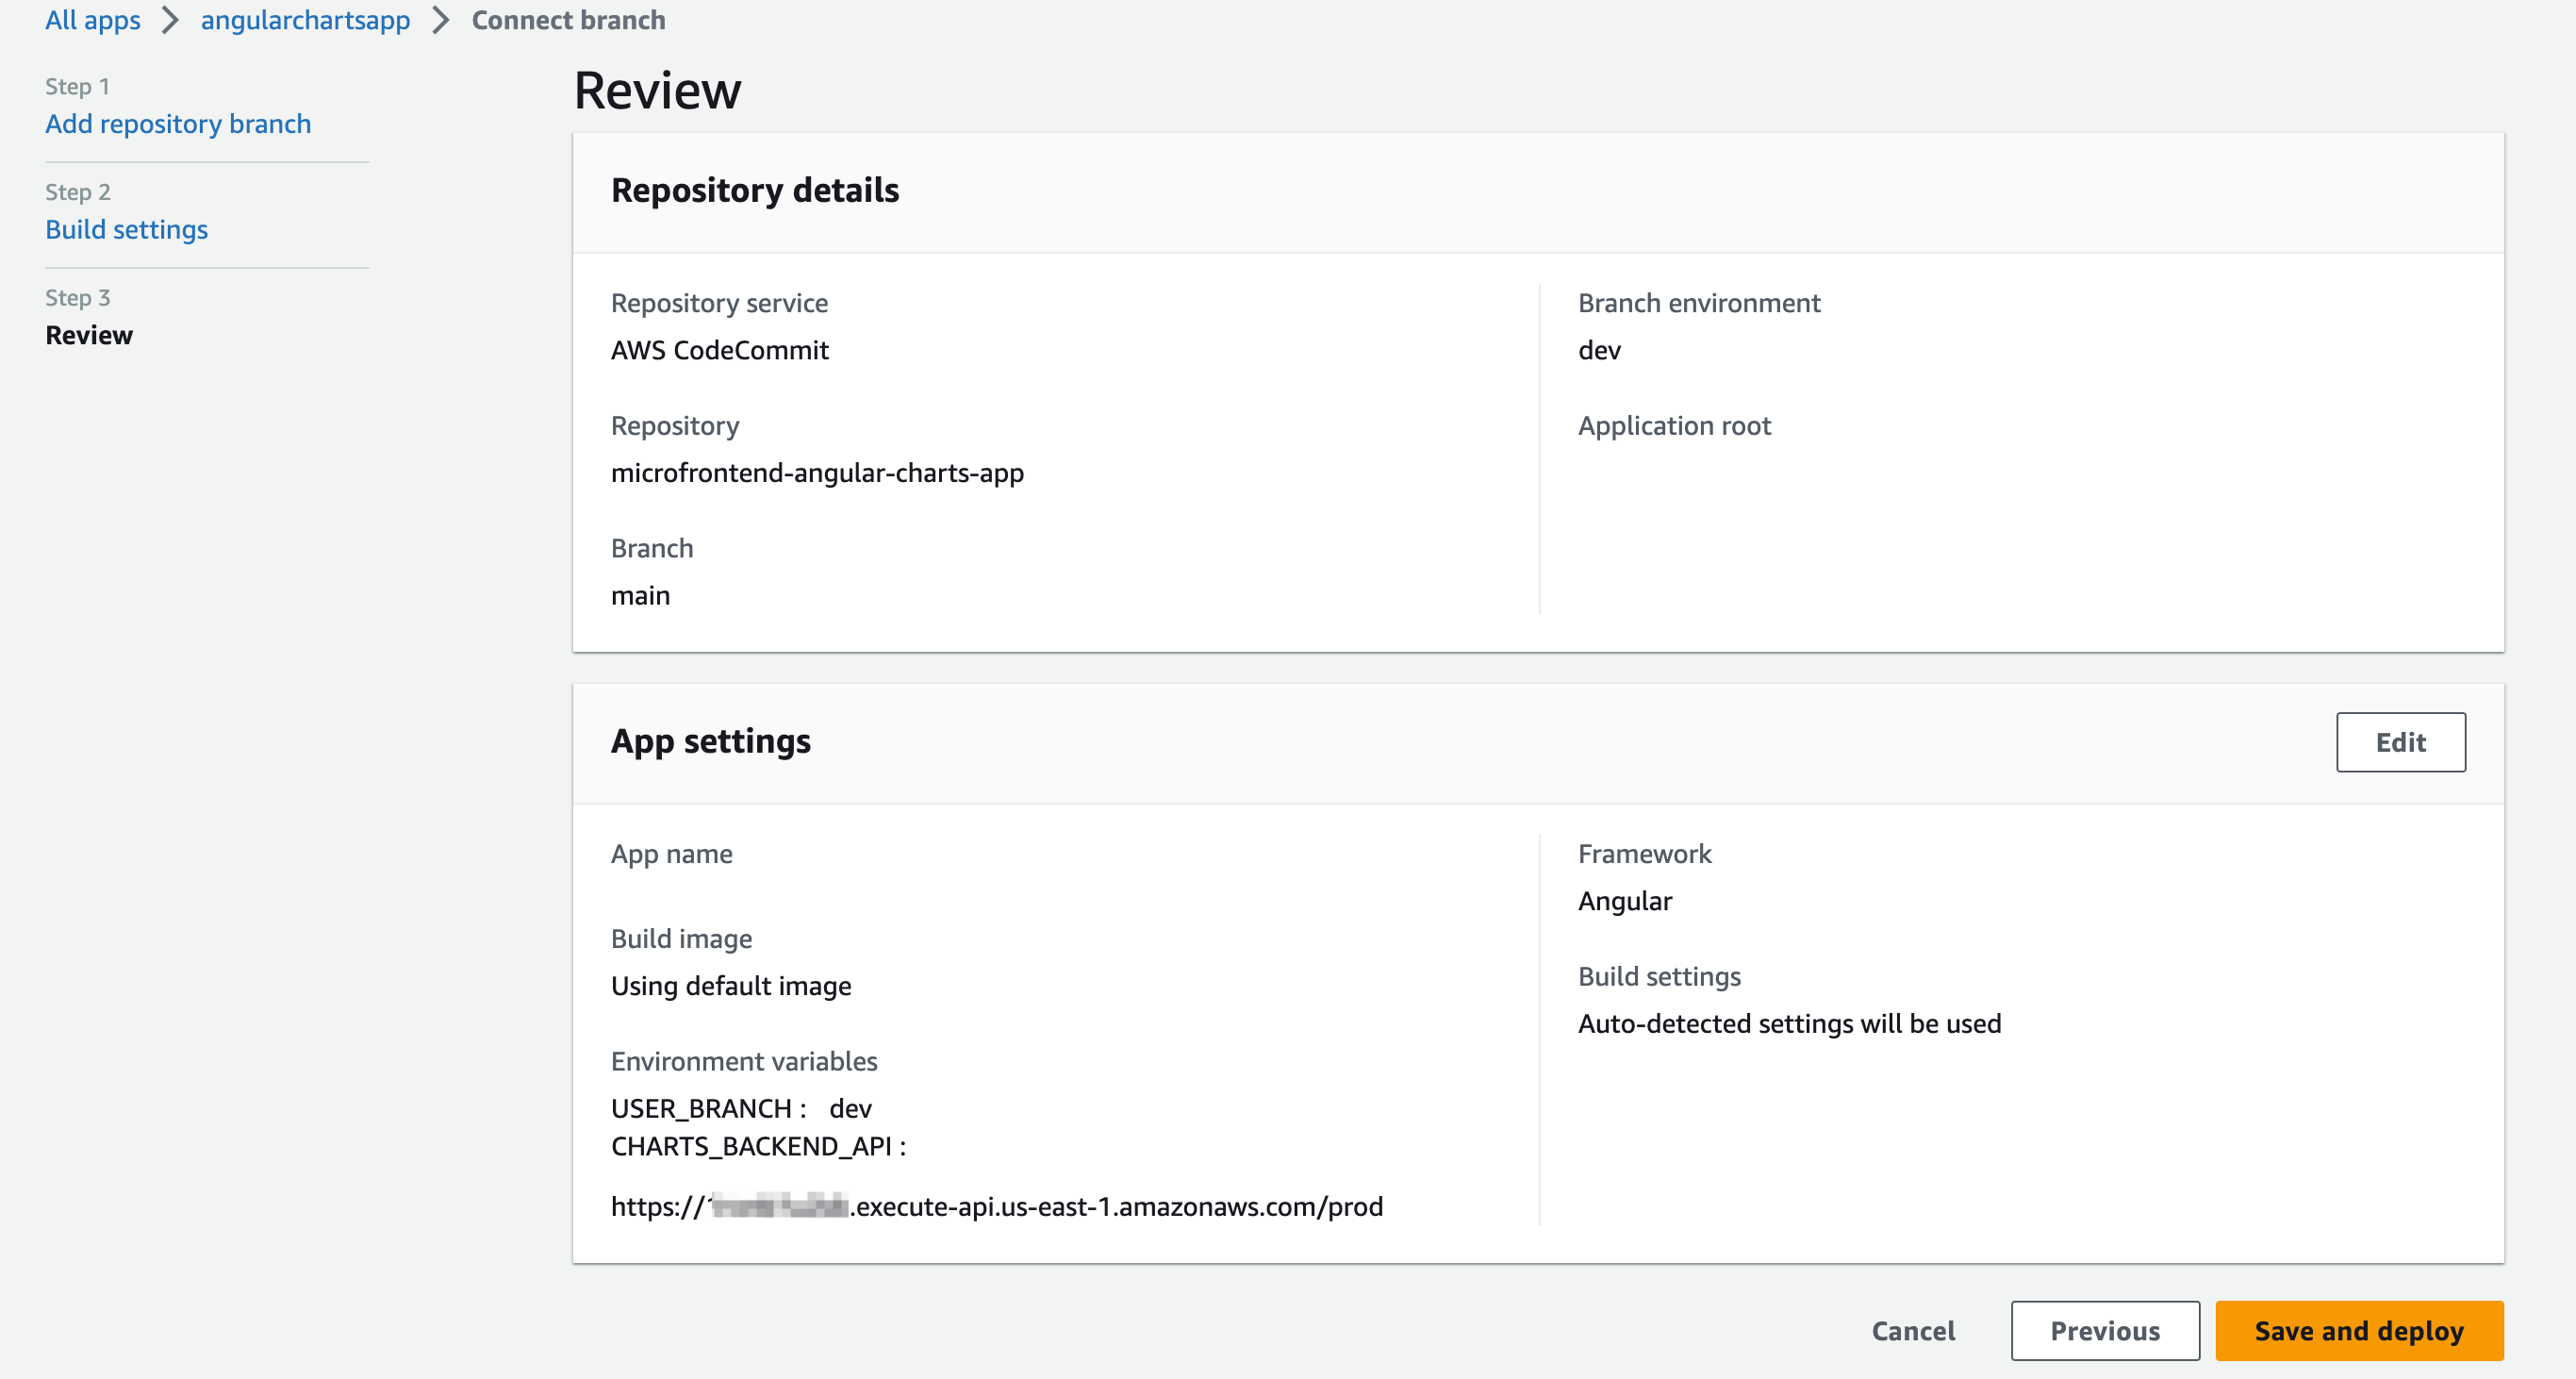 All apps > angularchartsapp > Connect branch
Step 1
Add repository branch
Step 2
Build settings
Step 3
Review
Review
Repository details
Repository service
AWS CodeCommit
Repository
microfrontend-angular-charts-app
Branch
main
Branch environment
dev
Application root
App settings
Edit
App name
Build image
Using default image
Environment variables
USER_BRANCH : dev
CHARTS_BACKEND_API :
https:// .execute-api.us-east-1.amazonaws.com/prod
Framework
Angular
Build settings
Auto-detected settings will be used
Cancel
Previous
Save and deploy